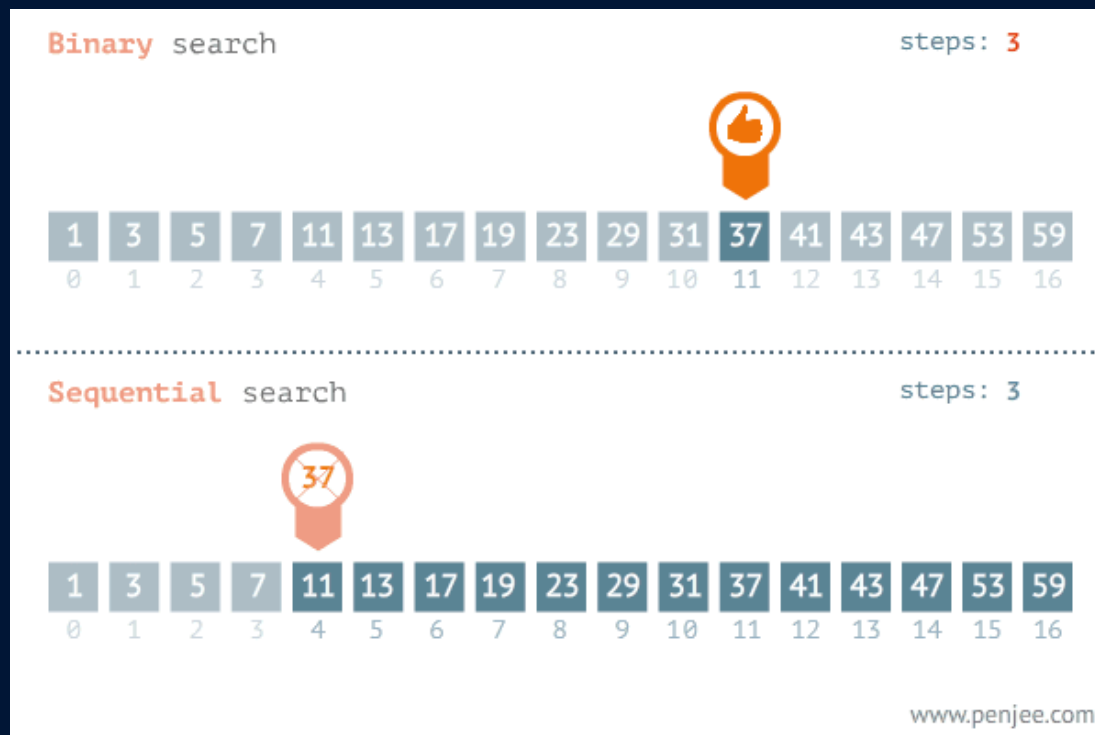 Binary search steps: 3
1 3 5 7 11 13 17 19 23 29 31 37 41 43 47 53 59
0 1 2 3 4 5 6 7 8 9 10 11 12 13 14 15 16
Sequential search steps: 3
37
1 3 5 7 11 13 17 19 23 29 31 37 41 43 47 53 59
0 1 2 3 4 5 6 7 8 9 10 11 12 13 14 15 16
www.penjee.com